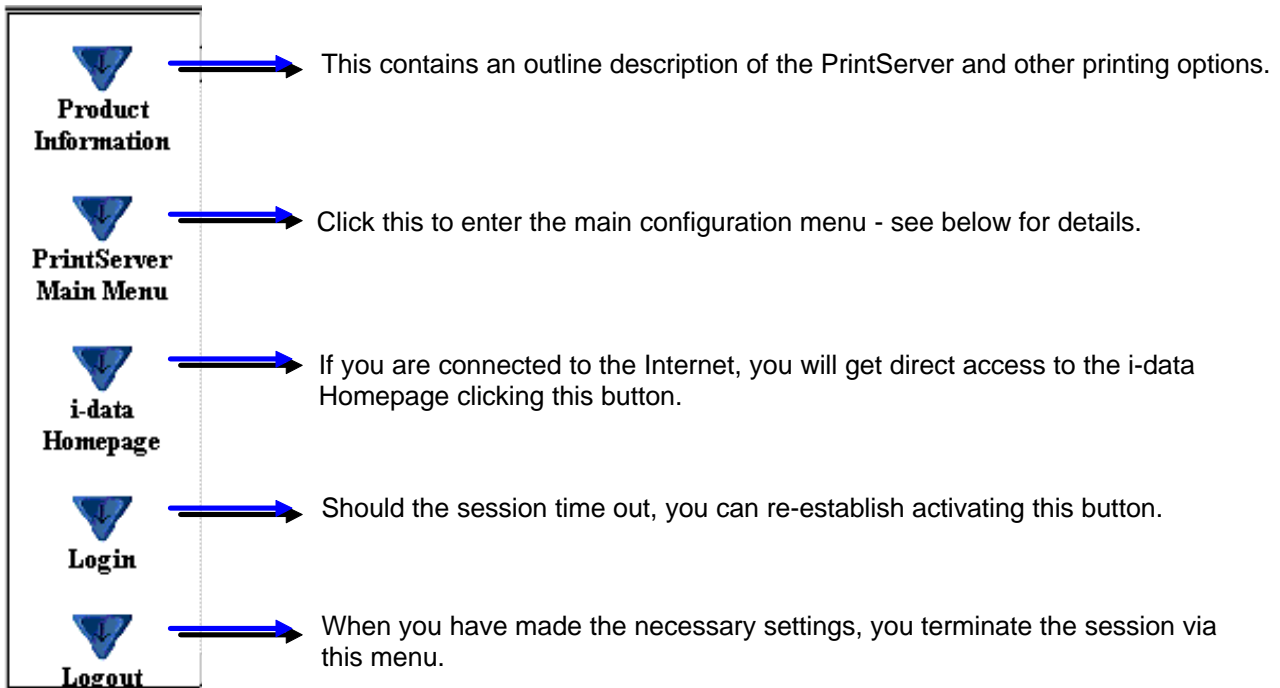 This contains an outline description of the PrintServer and other printing options.
Product
Information
Click this to enter the main configuration menu - see below for details.
PrintServer
Main Menu
If you are connected to the Internet, you will get direct access to the i-data
Homepage clicking this button.
i-data
Homepage
Should the session time out, you can re-establish activating this button.
Login
When you have made the necessary settings, you terminate the session via
this menu.
Logout